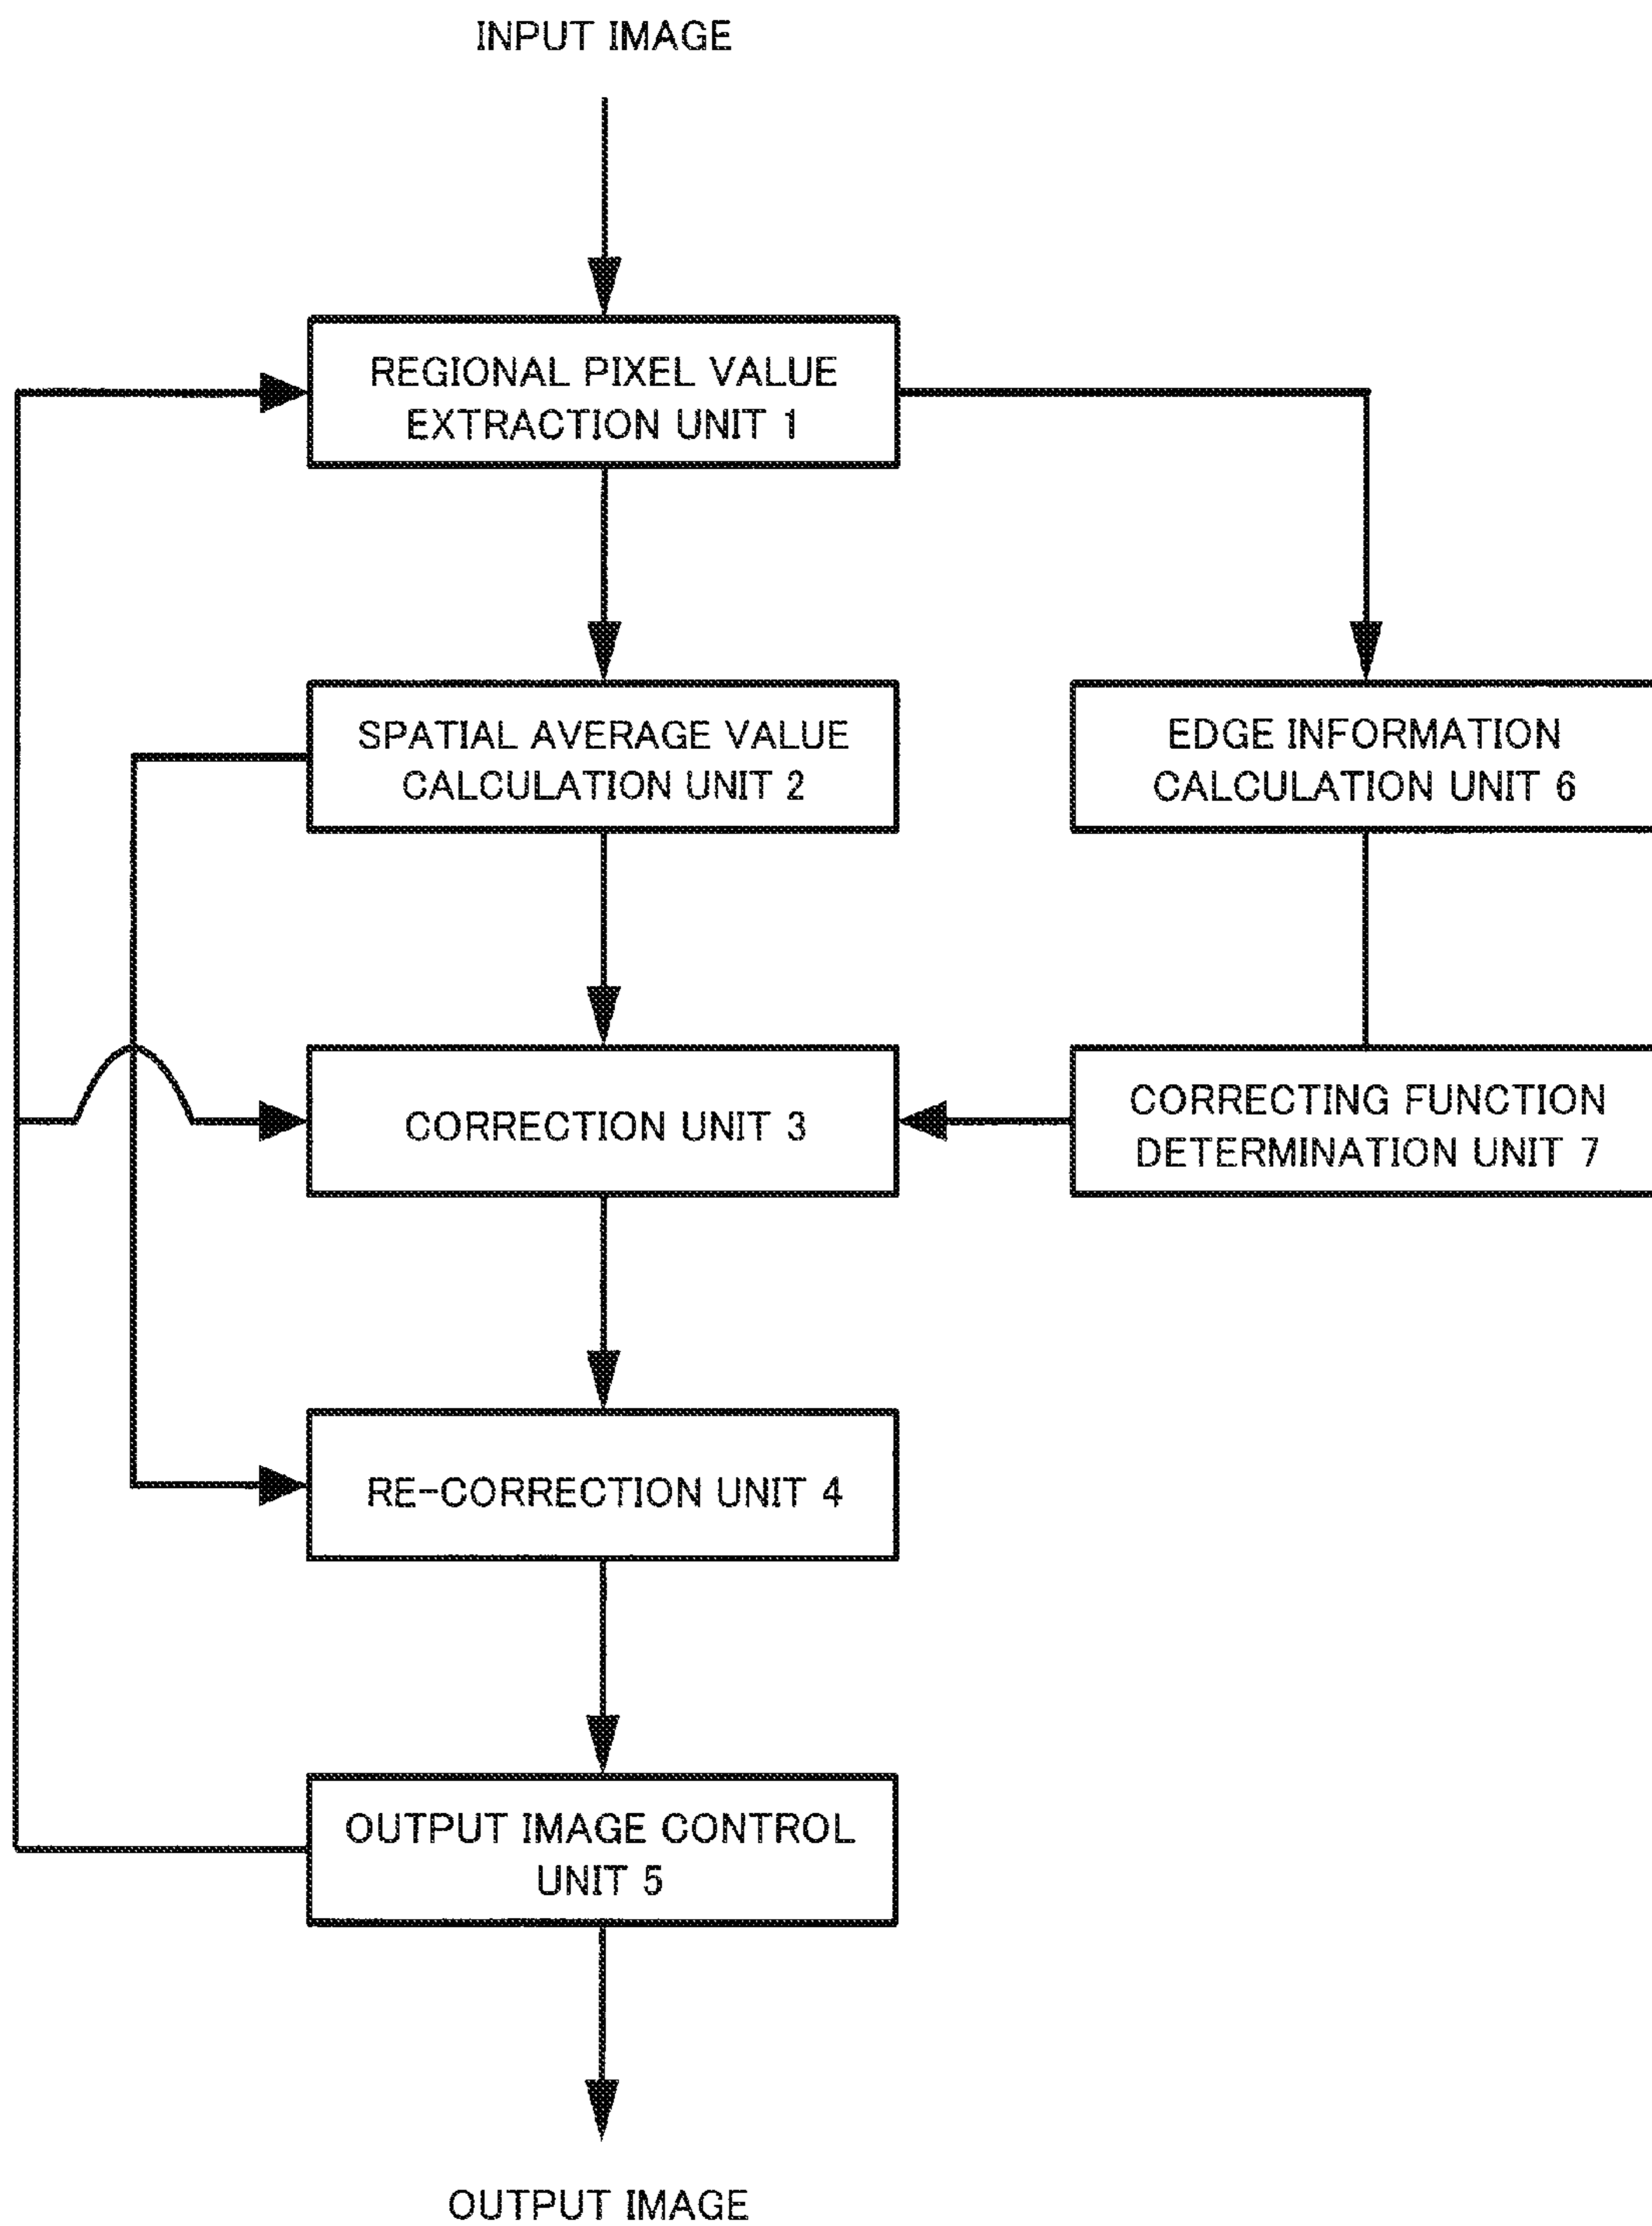 INPUT IMAGE
REGIONAL PIXEL VALUE
EXTRACTION UNIT 1
SPATIAL AVERAGE VALUE
CALCULATION UNIT 2
EDGE INFORMATION
CALCULATION UNIT 6
CORRECTION UNIT 3
CORRECTING FUNCTION
DETERMINATION UNIT 7
RE-CORRECTION UNIT 4
OUTPUT IMAGE CONTROL
UNIT 5
OUTPUT IMAGE